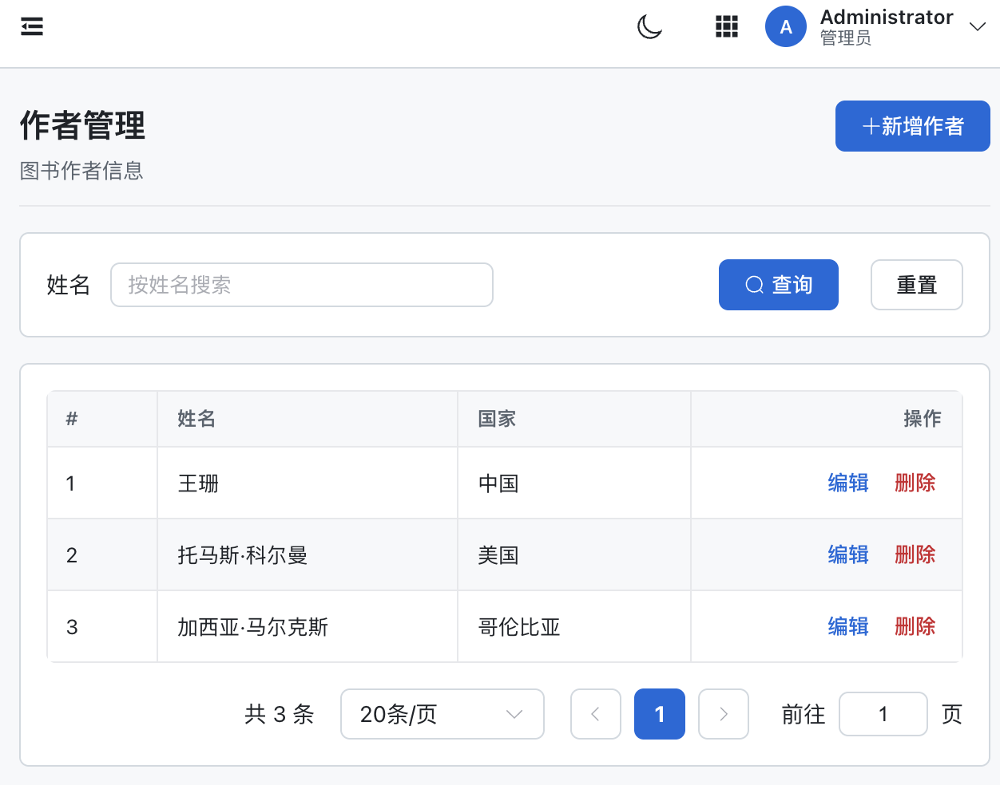 A
Administrator
管理员
作者管理
新增作者
图书作者信息
姓名
按姓名搜索
查询
重置
# 姓名 国家 操作
1 王珊 中国 编辑 删除
2 托马斯·科尔曼 美国 编辑 删除
3 加西亚·马尔克斯 哥伦比亚 编辑 删除
共 3 条 20条/页 1 前往 1 页